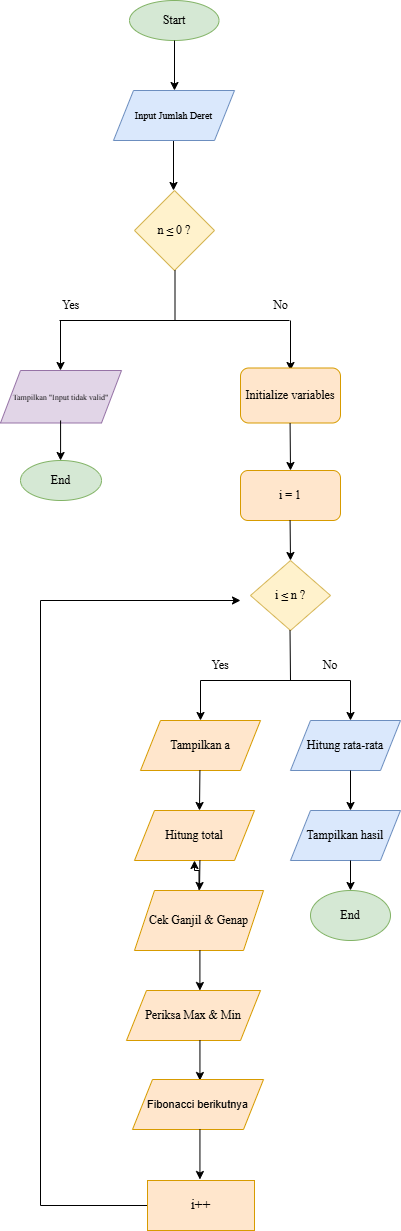 Start
Input Jumlah Deret
n ≤ 0 ?
Yes
No
Tampilkan "Input tidak valid"
Initialize variables
End
i = 1
i ≤ n ?
Yes
No
Tampilkan a
Hitung rata-rata
Hitung total
Tampilkan hasil
Cek Ganjil & Genap
End
Periksa Max & Min
Fibonacci berikutnya
i++